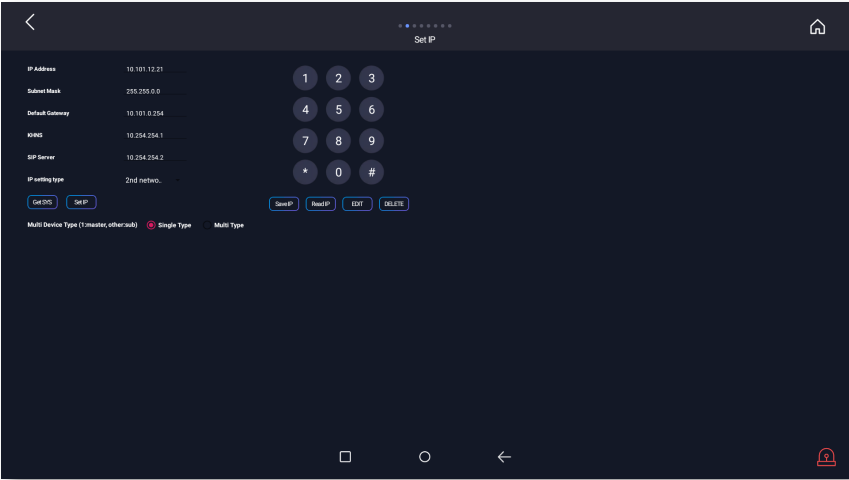 Set IP
IP Address 10.101.12.21
Subnet Mask 255.255.0.0
Default Gateway 10.101.0.254
KHNS 10.254.254.1
SIP Server 10.254.254.2
IP setting type 2nd netwo..
Get SYS Set IP
Multi Device Type (1:master, other:sub) Single Type Multi Type
1 2 3
4 5 6
7 8 9
* 0 #
Save IP Read IP EDIT DELETE